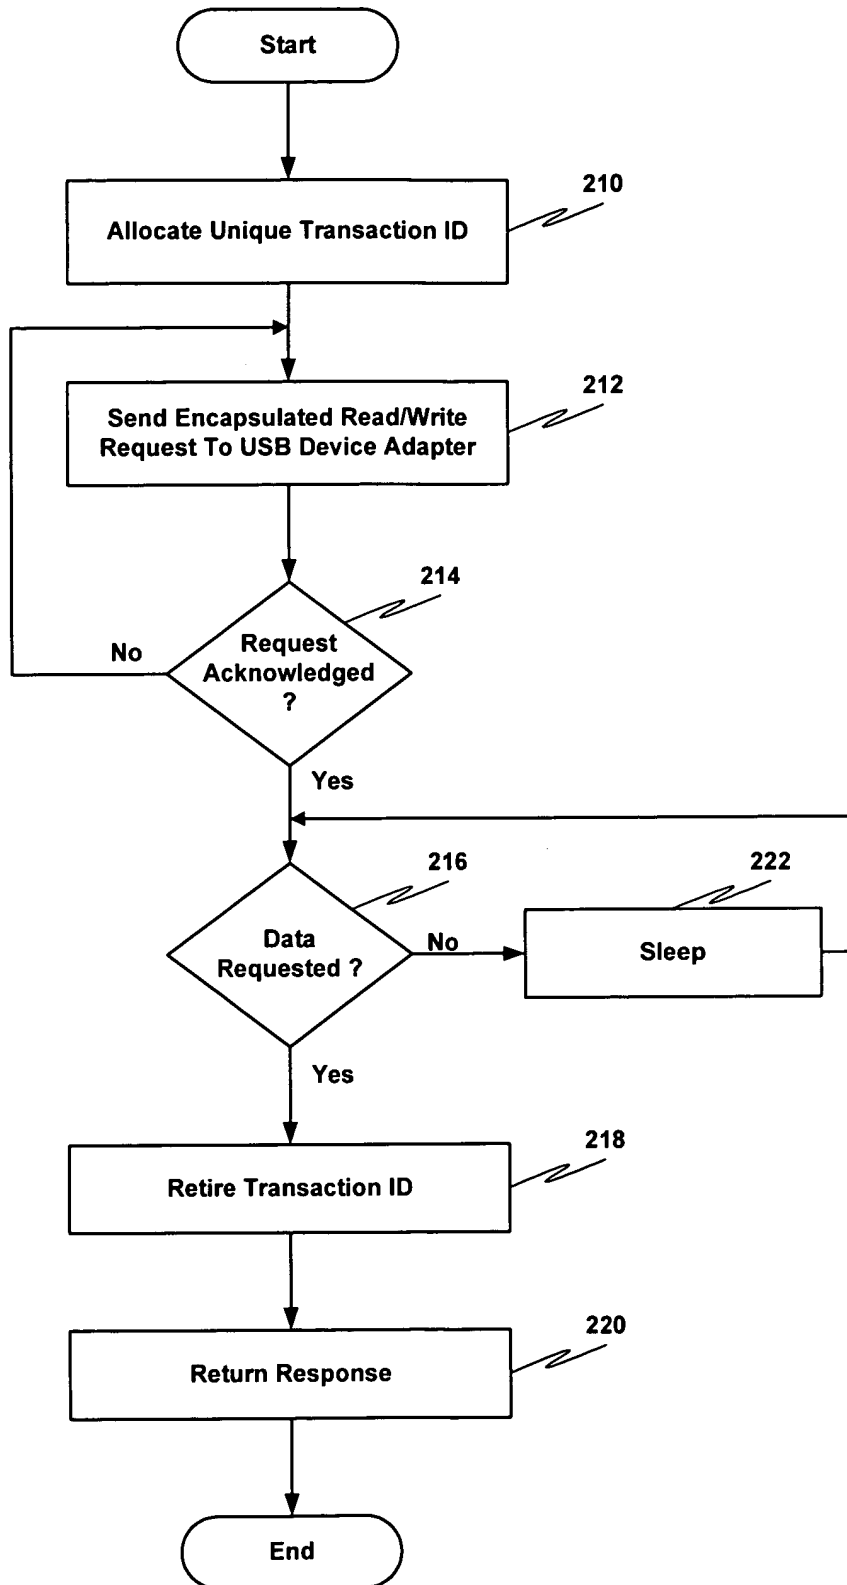 Start
210
Allocate Unique Transaction ID
212
Send Encapsulated Read/Write
Request To USB Device Adapter
214
Request
Acknowledged
?
No
Yes
216
222
Data
Requested ?
No
Sleep
Yes
218
Retire Transaction ID
220
Return Response
End